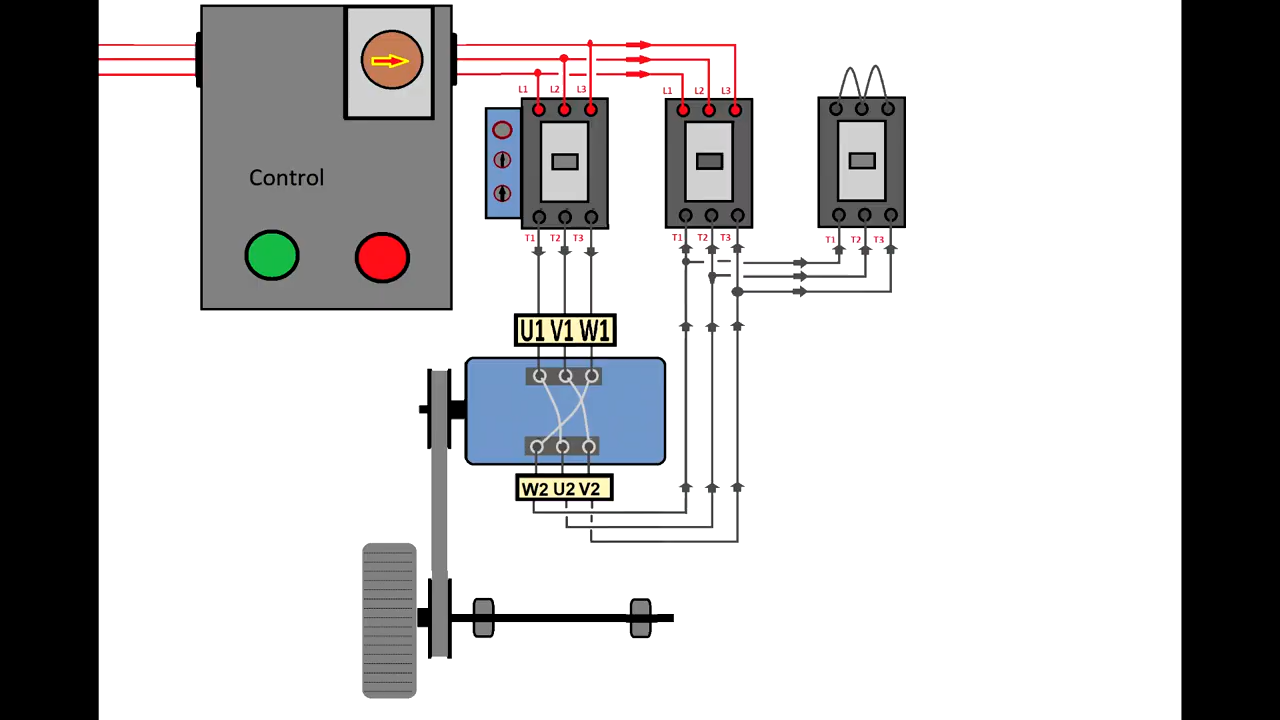 L1 L2 L3
L1 L2 L3
Control
T1 T2 T3
T1 T2 T3
T1 T2 T3
U1 V1 W1
W2 U2 V2